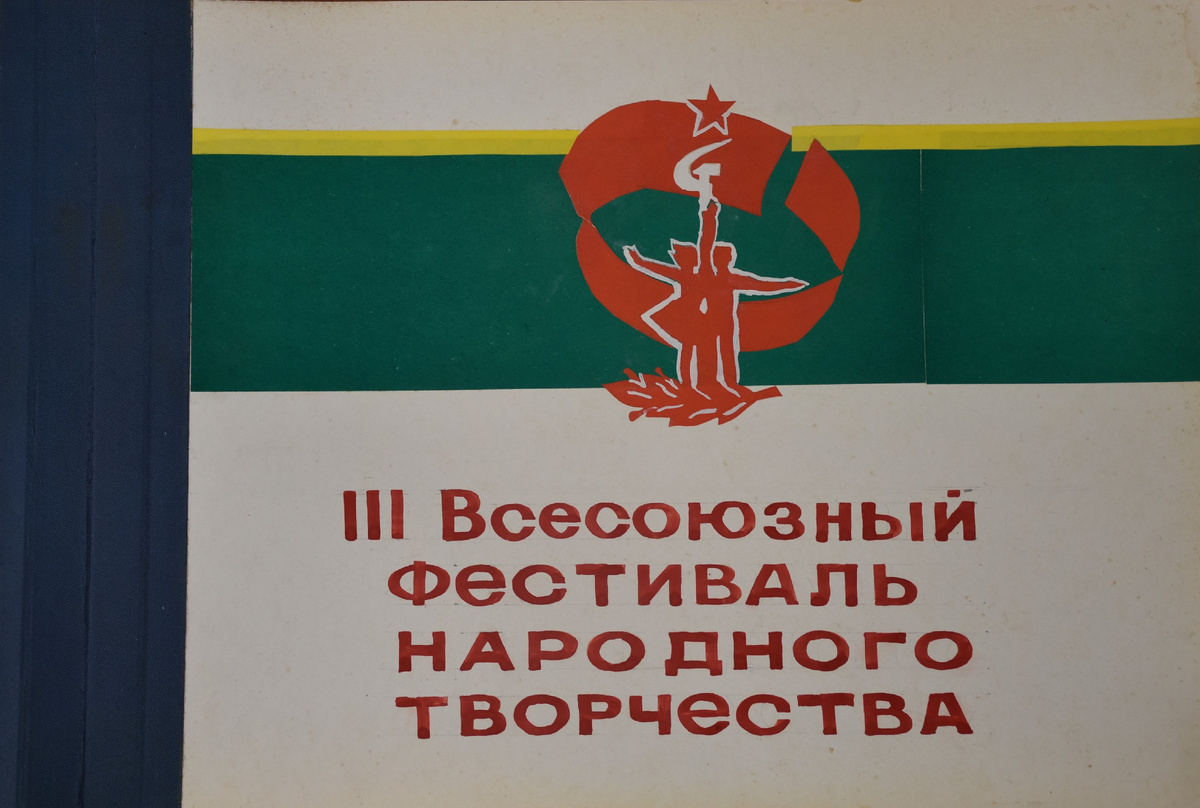 III Всесоюзный
фестиваль
народного
творчества